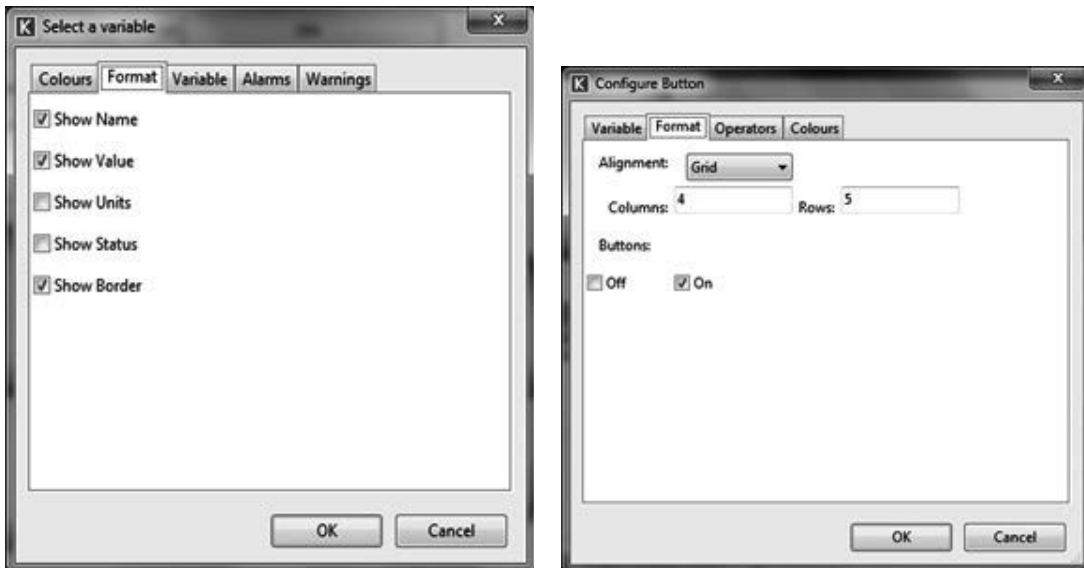 K Select a variable
x
Colours Format Variable Alarms Warnings
Show Name
Show Value
Show Units
Show Status
Show Border
OK Cancel
K Configure Button
x
Variable Format Operators Colours
Alignment: Grid
Columns: 4 Rows: 5
Buttons:
Off On
OK Cancel